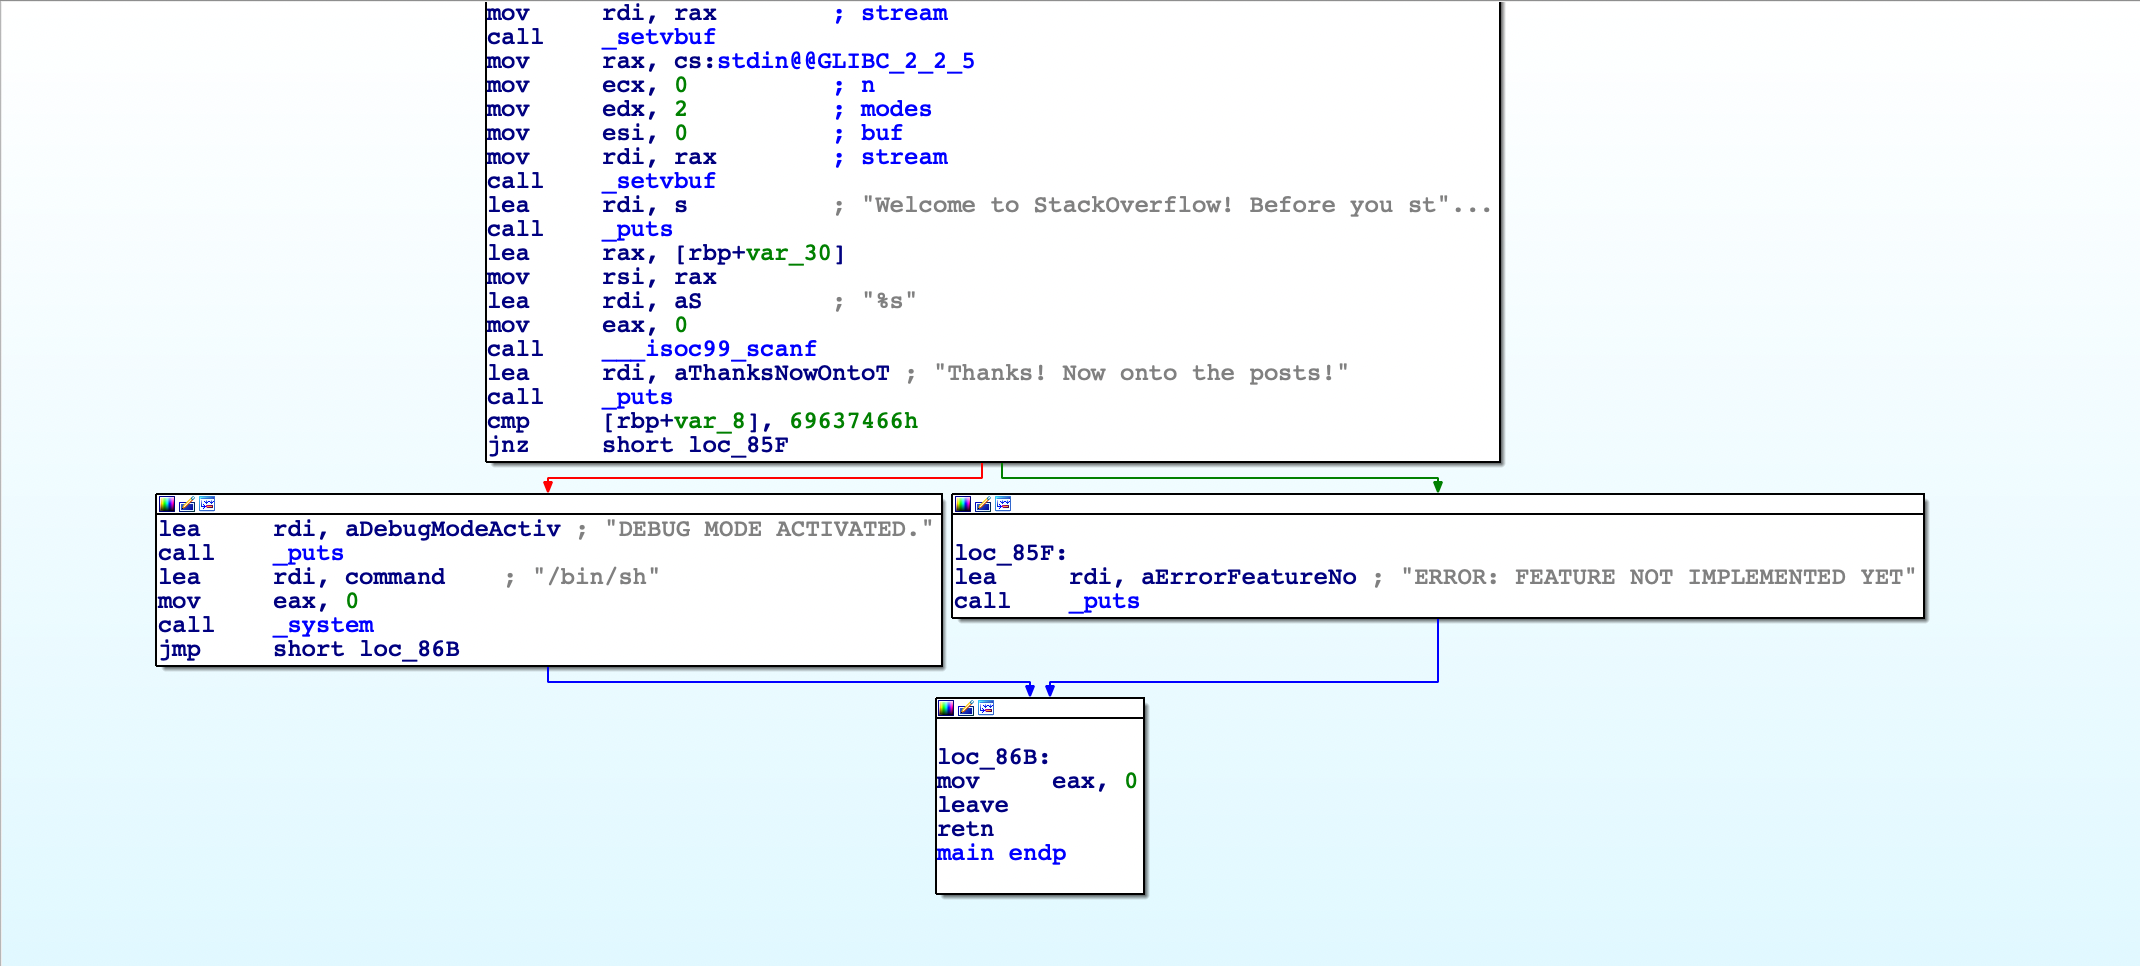 mov rdi, rax ; stream
call _setvbuf
mov rax, cs:stdin@@GLIBC_2_2_5
mov ecx, 0 ; n
mov edx, 2 ; modes
mov esi, 0 ; buf
mov rdi, rax ; stream
call _setvbuf
lea rdi, s ; "Welcome to StackOverflow! Before you st"...
call _puts
lea rax, [rbp+var_30]
mov rsi, rax
lea rdi, aS ; "%s"
mov eax, 0
call ___isoc99_scanf
lea rdi, aThanksNowOntoT ; "Thanks! Now onto the posts!"
call _puts
cmp [rbp+var_8], 69637466h
jnz short loc_85F
lea rdi, aDebugModeActiv ; "DEBUG MODE ACTIVATED."
call _puts
lea rdi, command ; "/bin/sh"
mov eax, 0
call _system
jmp short loc_86B
loc_85F:
lea rdi, aErrorFeatureNo ; "ERROR: FEATURE NOT IMPLEMENTED YET"
call _puts
loc_86B:
mov eax, 0
leave
retn
main endp